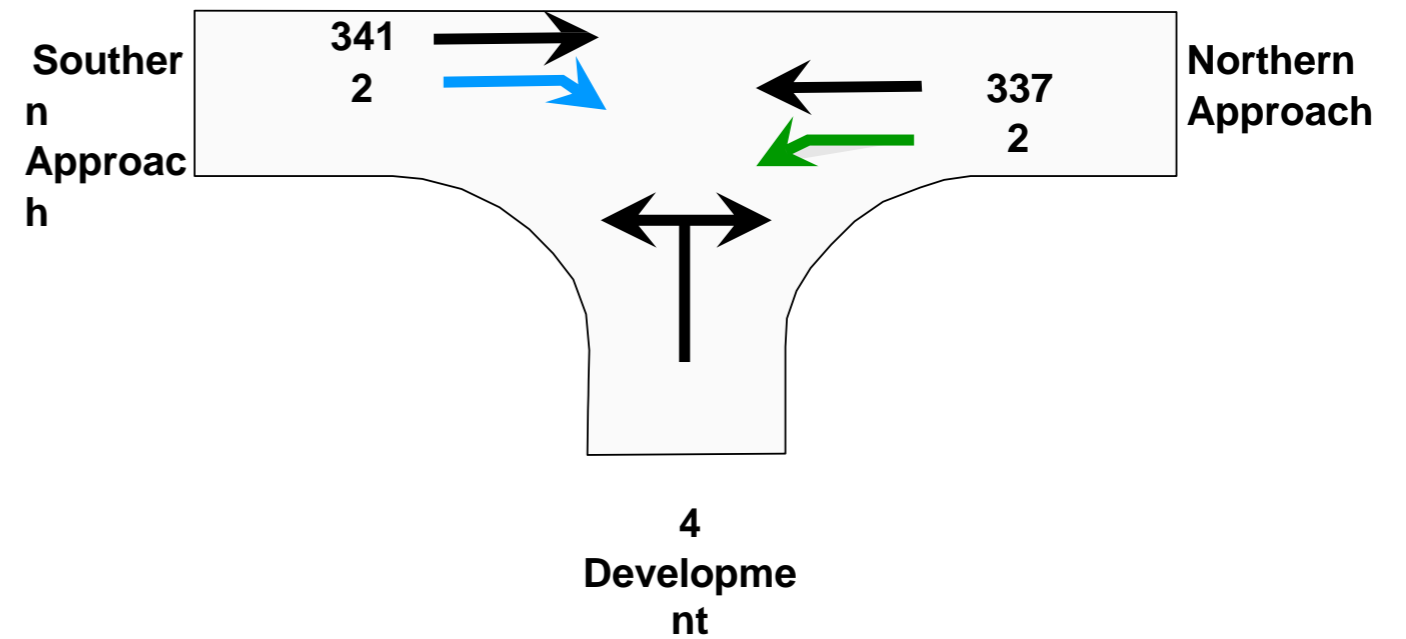 Souther
n
Approac
h
341
2
337
2
Northern
Approach
4
Developme
nt